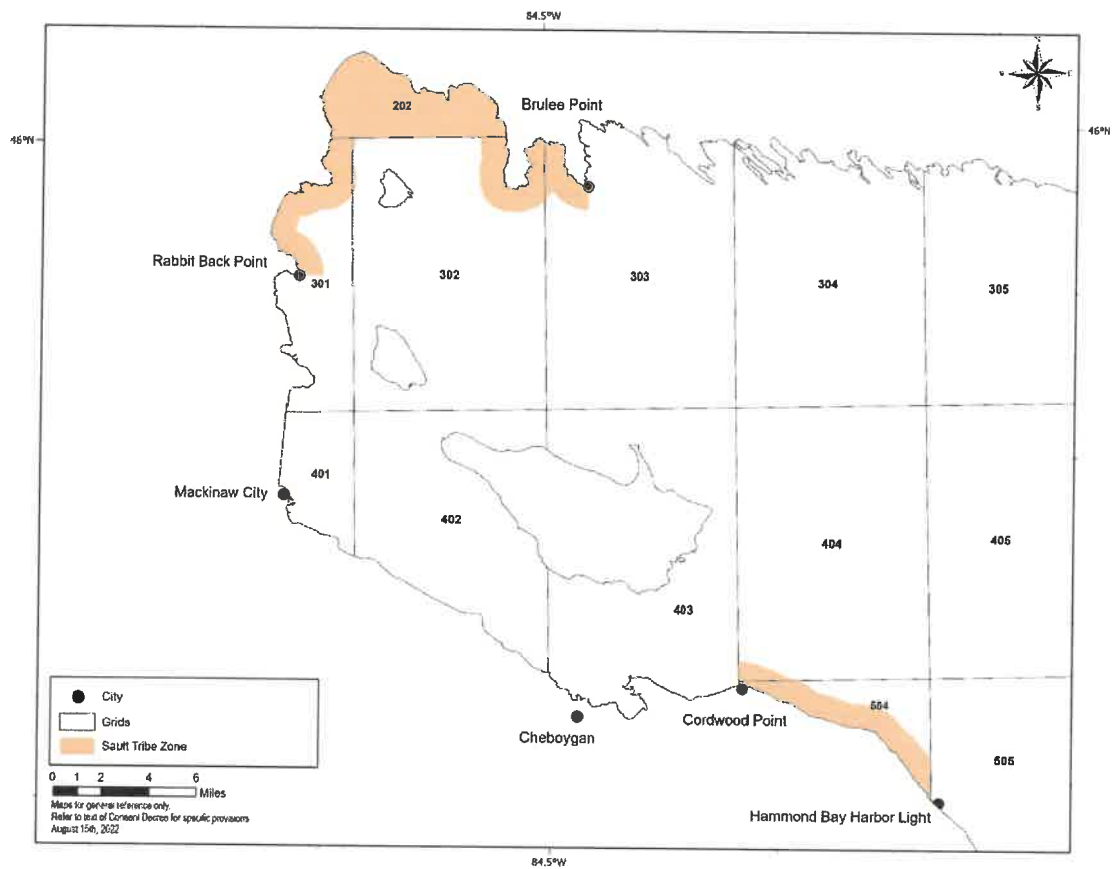 84.5°W
N
W
E
S
202
Brulee Point
46°N
46°N
Rabbit Back Point
301
302
303
304
305
401
Mackinaw City
402
404
405
403
504
Cordwood Point
Cheboygan
505
Hammond Bay Harbor Light
City
Grids
Sault Tribe Zone
0 1 2 4 6
Miles
Maps for general reference only.
Refer to text of Consent Decree for specific provisions
August 15th, 2022
84.5°W